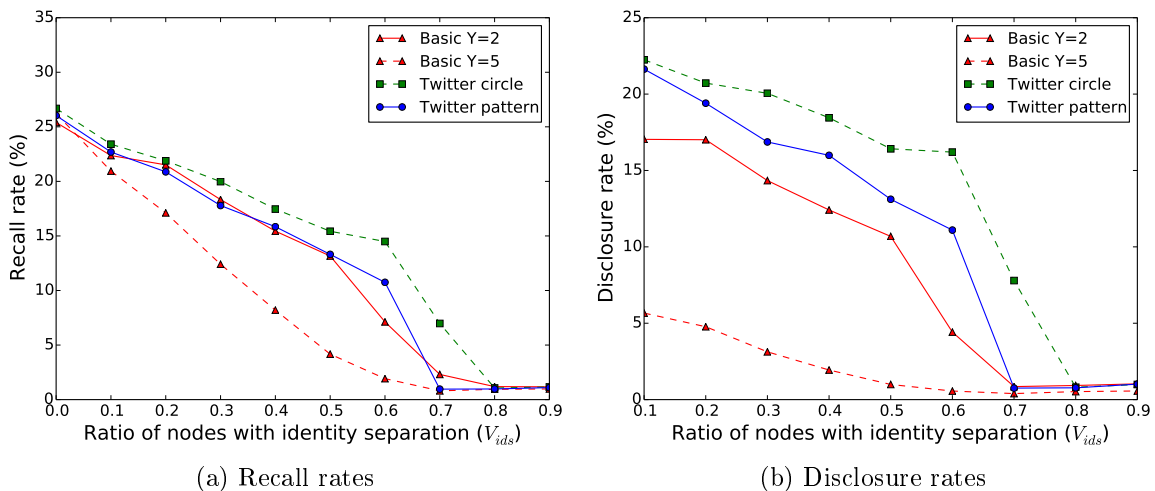 35
30
25
20
15
10
5
0
Recall rate (%)
0.0 0.1 0.2 0.3 0.4 0.5 0.6 0.7 0.8 0.9
Ratio of nodes with identity separation (V_ids)
Basic Y=2
Basic Y=5
Twitter circle
Twitter pattern
(a) Recall rates
25
20
15
10
5
0
Disclosure rate (%)
0.1 0.2 0.3 0.4 0.5 0.6 0.7 0.8 0.9
Ratio of nodes with identity separation (V_ids)
Basic Y=2
Basic Y=5
Twitter circle
Twitter pattern
(b) Disclosure rates